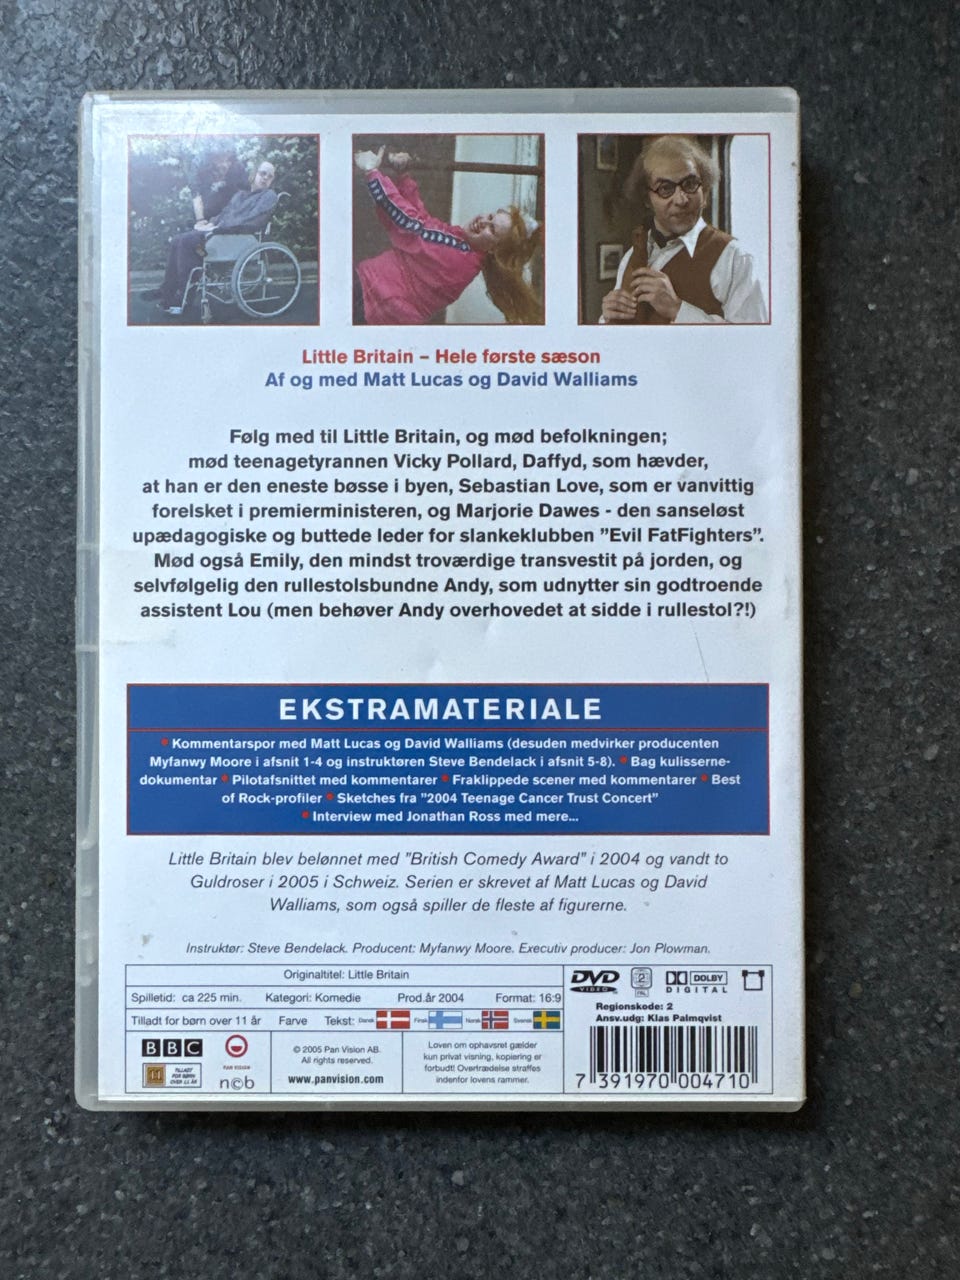 Little Britain – Hele første sæson
Af og med Matt Lucas og David Walliams
Følg med til Little Britain, og mød befolkningen;
mød teenagetyrannen Vicky Pollard, Daffyd, som hævder,
at han er den eneste bøsse i byen, Sebastian Love, som er vanvittig
forelsket i premierministeren, og Marjorie Dawes - den sanseløst
upædagogiske og buttede leder for slankeklubben ”Evil FatFighters”.
Mød også Emily, den mindst troværdige transvestit på jorden, og
selvfølgelig den rullestolsbundne Andy, som udnytter sin godtroende
assistent Lou (men behøver Andy overhovedet at sidde i rullestol?!)
EKSTRAMATERIALE
• Kommentarspor med Matt Lucas og David Walliams (desuden medvirker producenten
Myfanwy Moore i afsnit 1-4 og instruktøren Steve Bendelack i afsnit 5-8). • Bag kulisserne-
dokumentar • Pilotafsnittet med kommentarer • Fraklippede scener med kommentarer • Best
of Rock-profiler • Sketches fra ”2004 Teenage Cancer Trust Concert”
• Interview med Jonathan Ross med mere...
Little Britain blev belønnet med ”British Comedy Award” i 2004 og vandt to
Guldroser i 2005 i Schweiz. Serien er skrevet af Matt Lucas og David
Walliams, som også spiller de fleste af figurerne.
Instruktør: Steve Bendelack. Producent: Myfanwy Moore. Executiv producer: Jon Plowman.
Originaltitel: Little Britain
Spilletid: ca 225 min. Kategori: Komedie Prod.år 2004 Format: 16:9
Tilladt for børn over 11 år Farve Tekst: Dansk Finsk Norsk Svensk
DVD VIDEO 2 PAL DOLBY DIGITAL
Regionskode: 2
Ansv.udg: Klas Palmqvist
BBC
PAN VISION
11 TILLADT FOR BØRN OVER 11 ÅR
ncb
© 2005 Pan Vision AB.
All rights reserved.
www.panvision.com
Loven om ophavsret gælder
kun privat visning, kopiering er
forbudt! Overtrædelse straffes
indenfor lovens rammer.
7 391970 004710